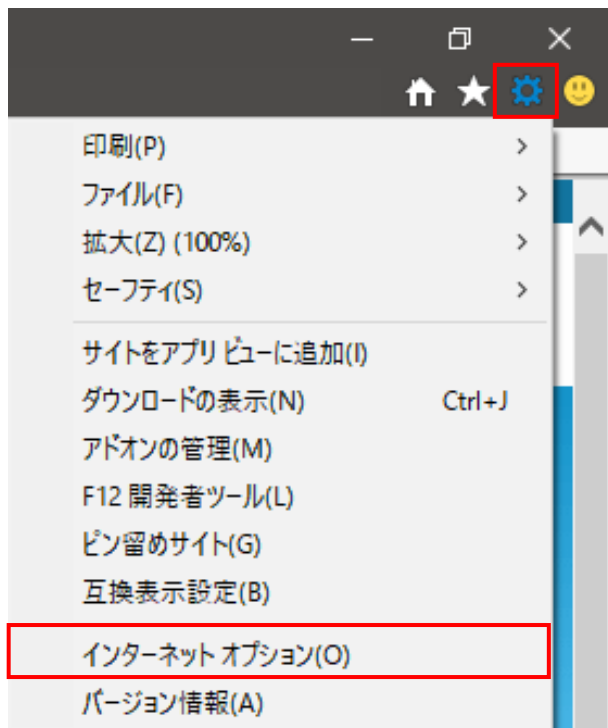 印刷(P)
ファイル(F)
拡大(Z) (100%)
セーフティ(S)
サイトをアプリ ビューに追加(I)
ダウンロードの表示(N) Ctrl+J
アドオンの管理(M)
F12 開発者ツール(L)
ピン留めサイト(G)
互換表示設定(B)
インターネット オプション(O)
バージョン情報(A)